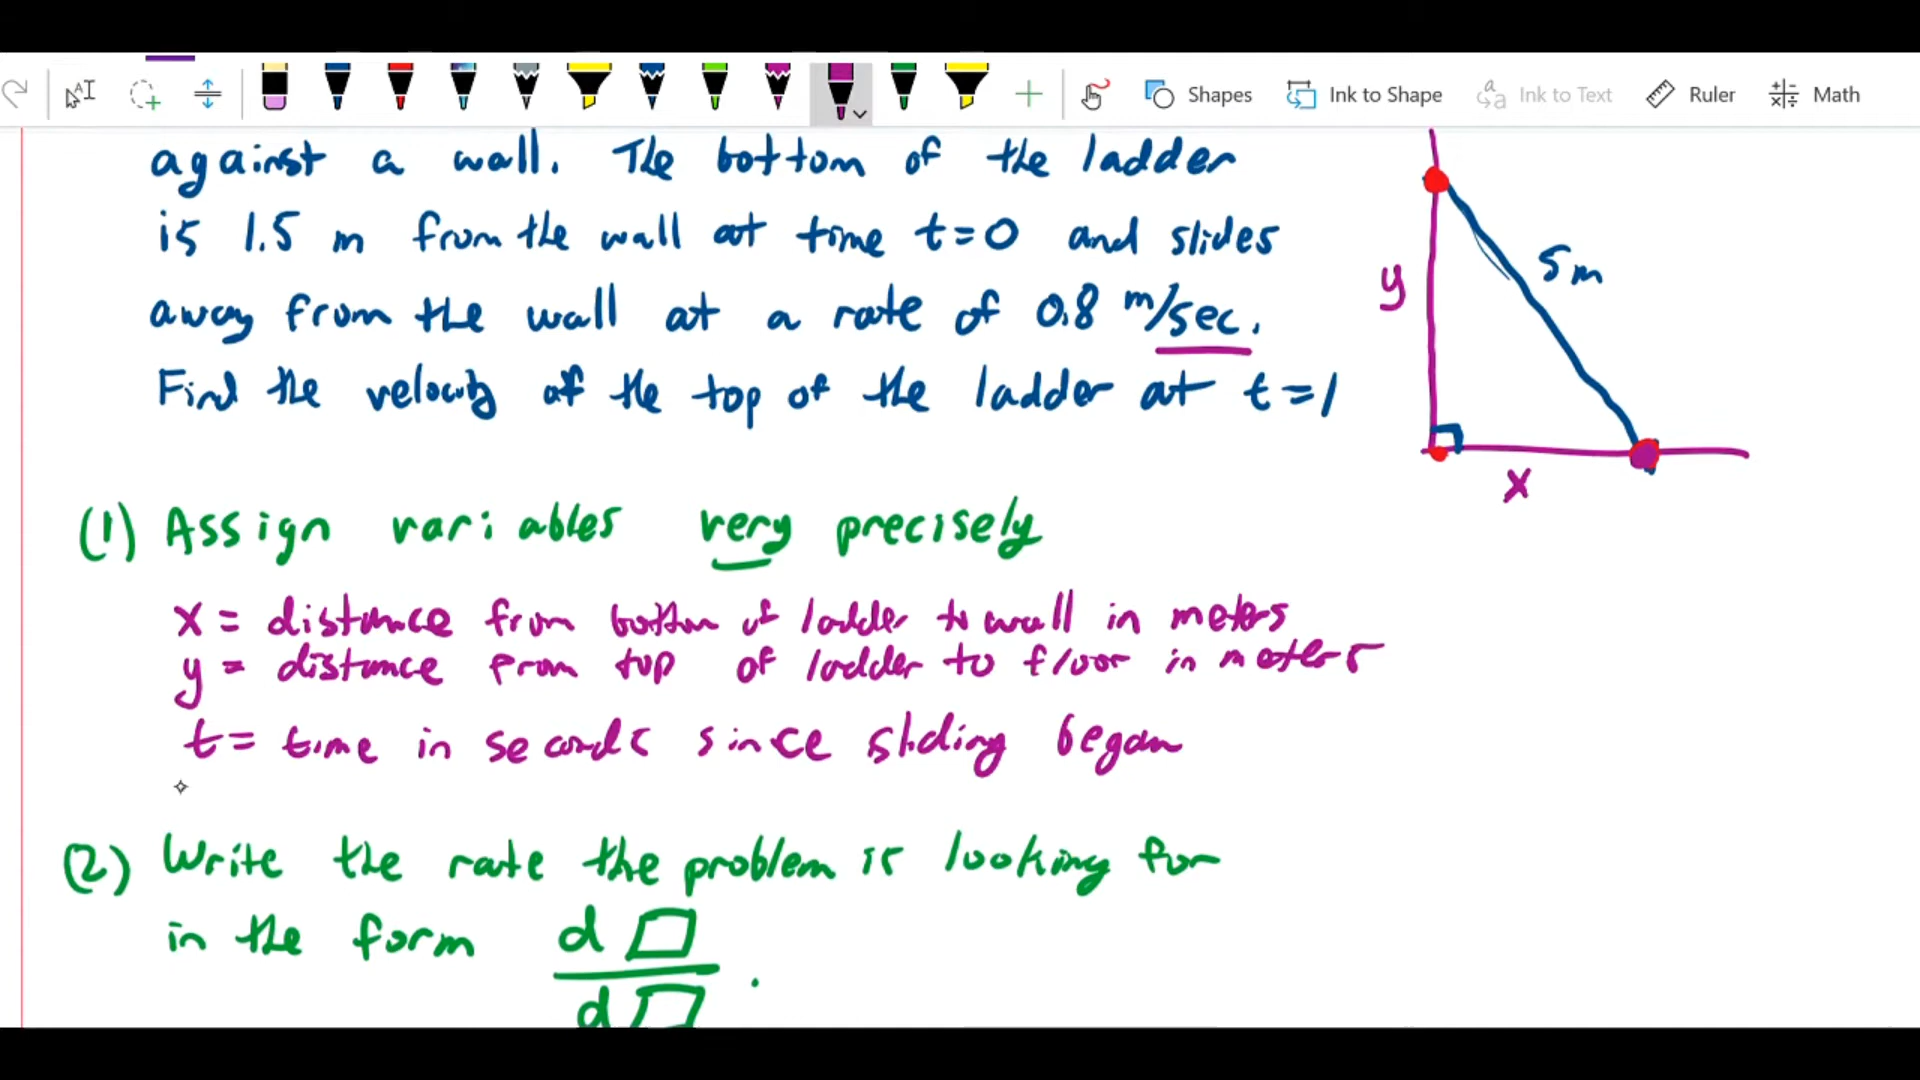 Shapes Ink to Shape Ink to Text Ruler Math
against a wall. The bottom of the ladder
is 1.5 m from the wall at time t=0 and slides
away from the wall at a rate of 0.8 m/sec.
Find the velocity of the top of the ladder at t=1
y
5m
x
(1) Assign variables very precisely
x = distance from bottom of ladder to wall in meters
y = distance from top of ladder to floor in meters
t = time in seconds since sliding began
(2) Write the rate the problem is looking for
in the form d□/d□.